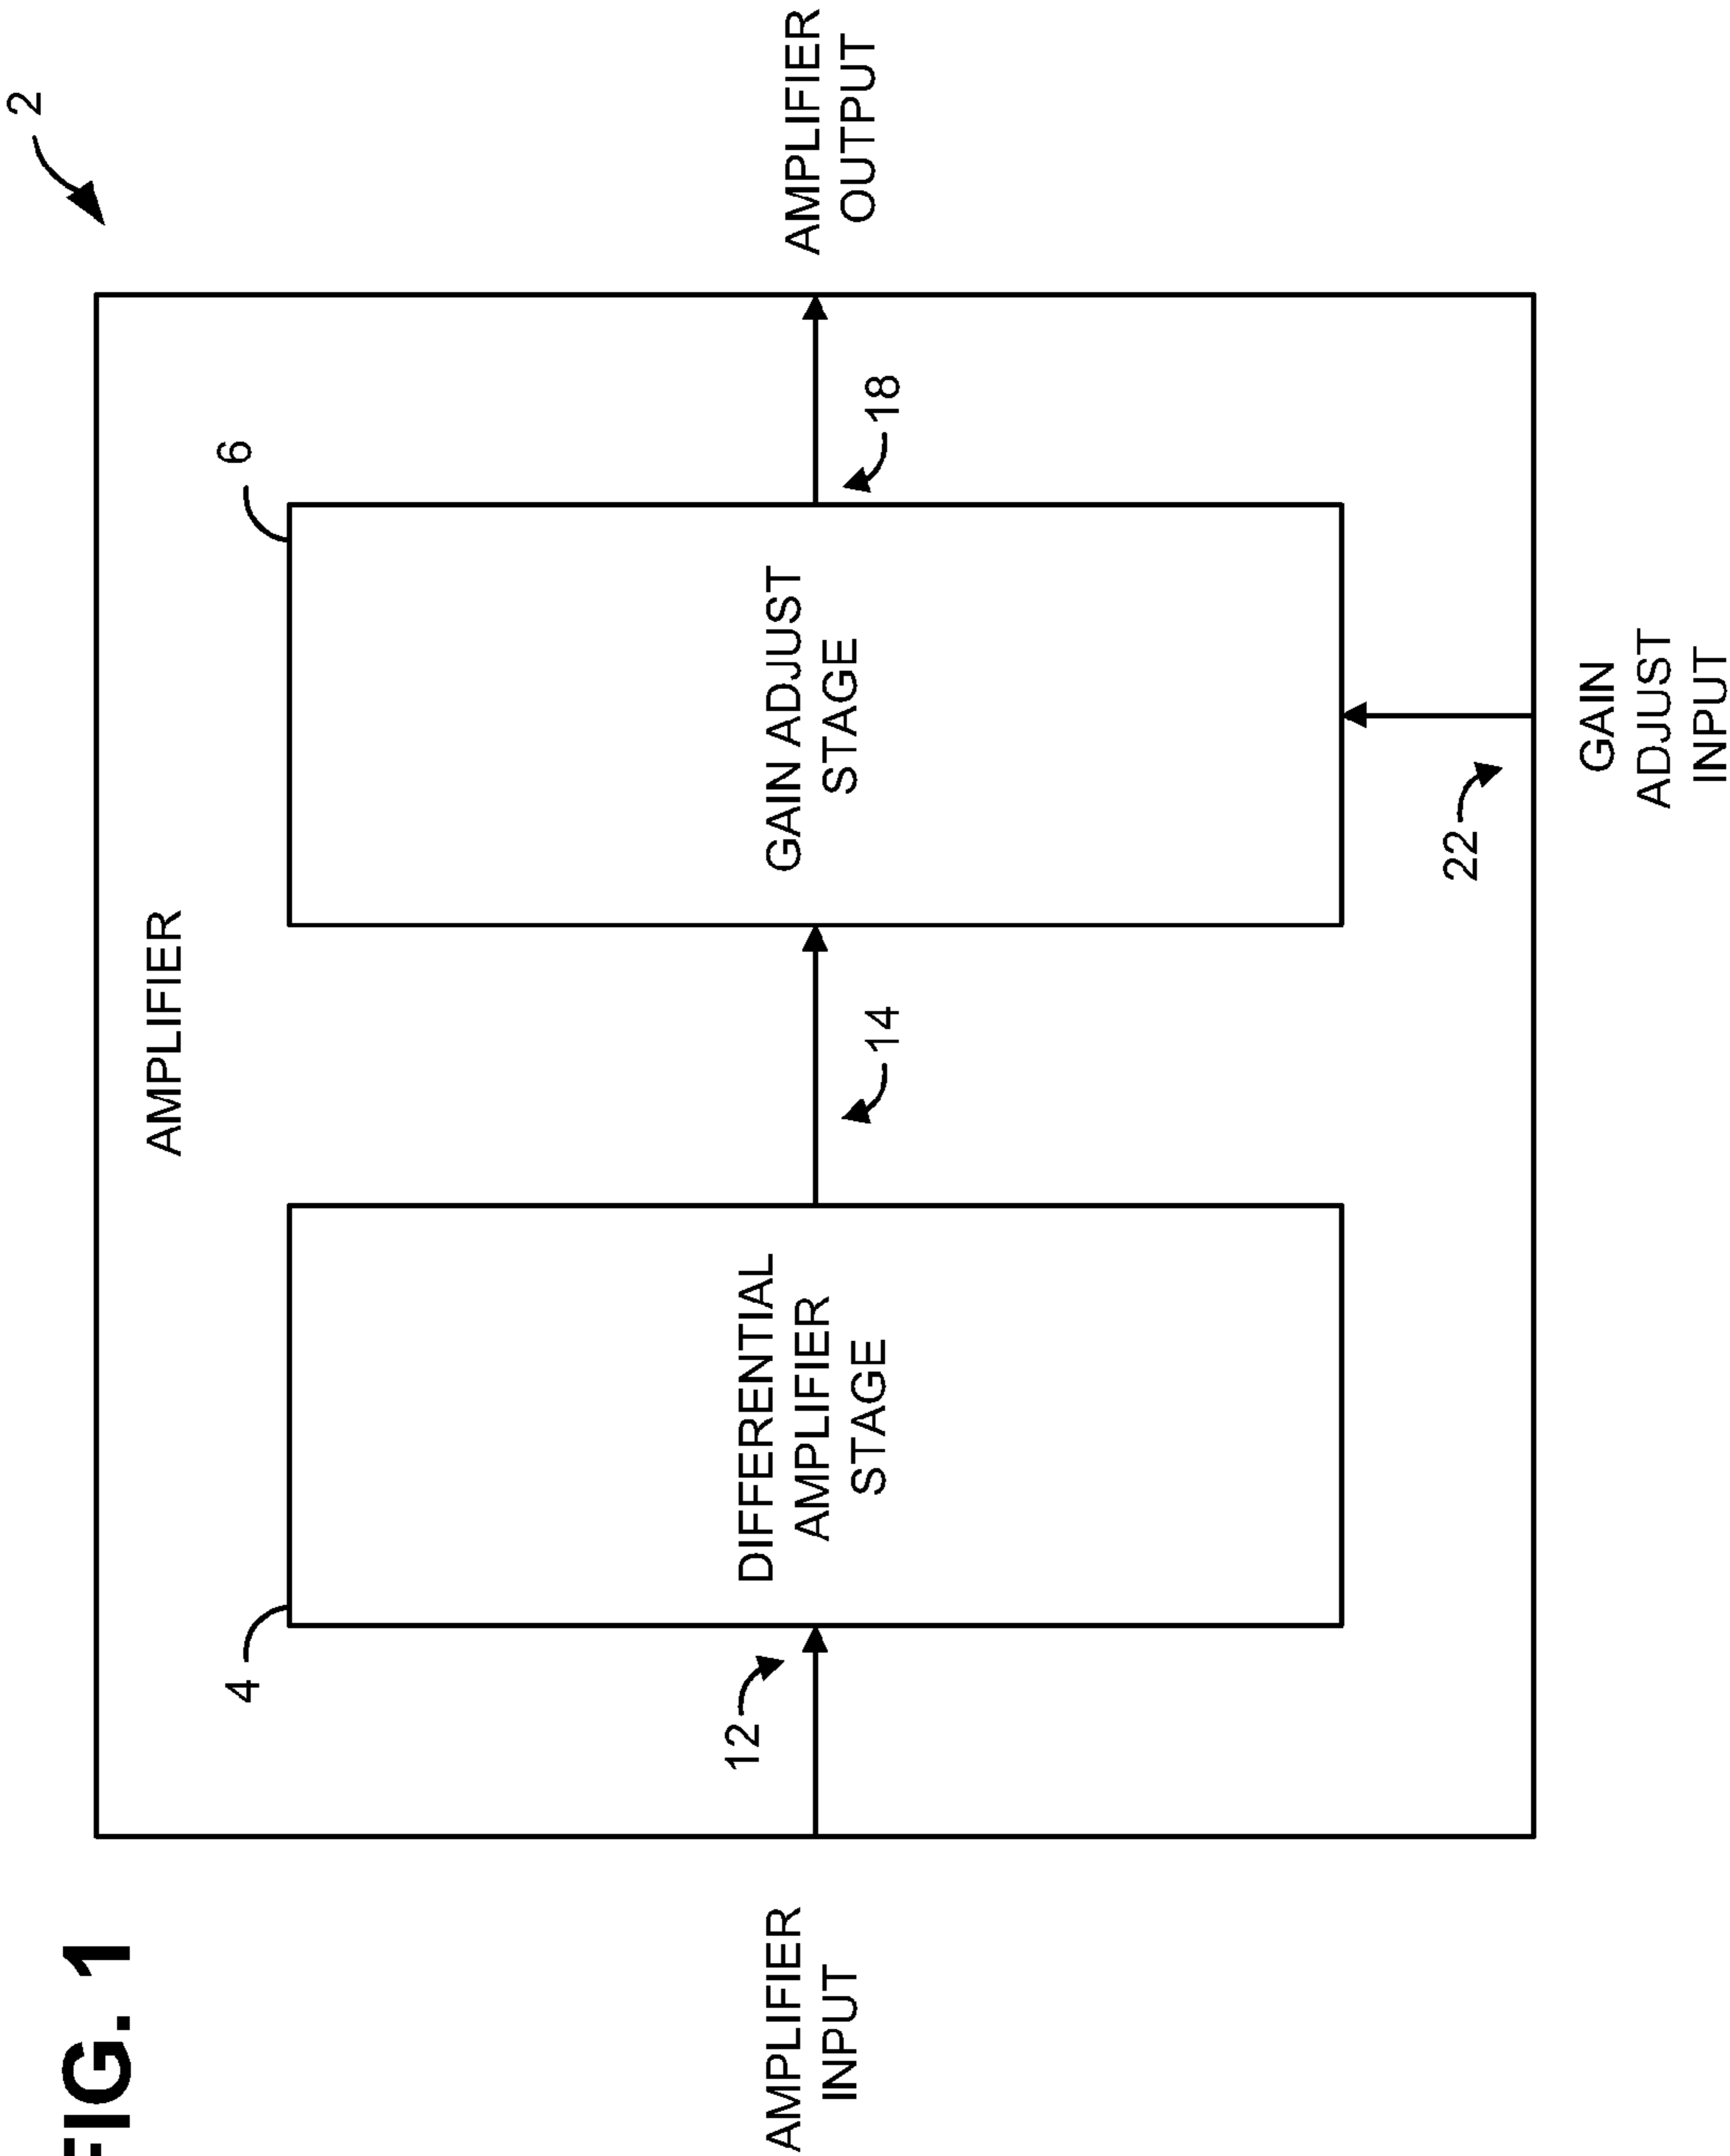 FIG. 1
2
AMPLIFIER
4
6
DIFFERENTIAL
AMPLIFIER
STAGE
GAIN ADJUST
STAGE
AMPLIFIER
INPUT
12
14
18
AMPLIFIER
OUTPUT
22
GAIN
ADJUST
INPUT